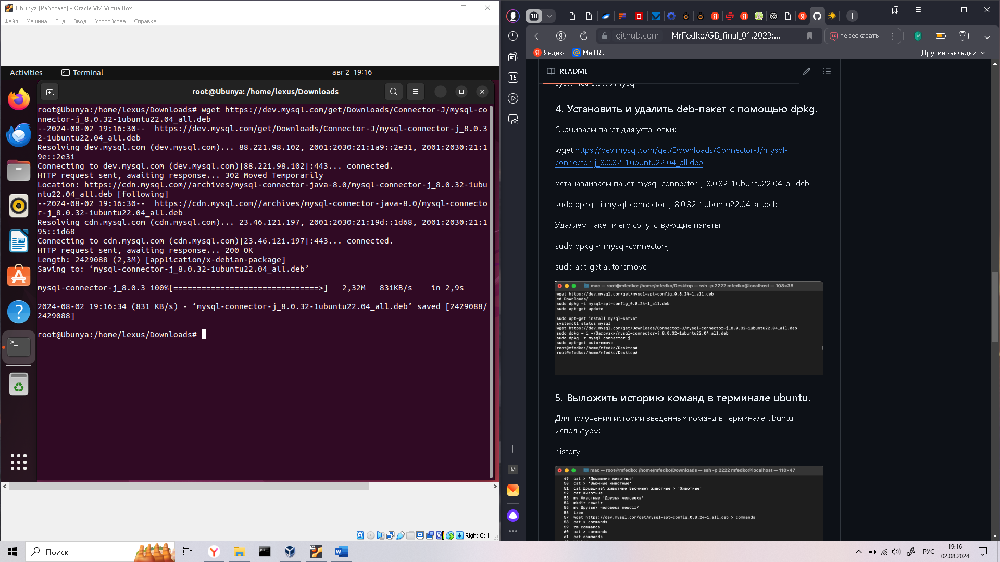 Ubunya [Работает] - Oracle VM VirtualBox
Файл Машина Вид Ввод Устройства Справка
Activities Terminal авг 2 19:16
root@Ubunya: /home/lexus/Downloads
root@Ubunya:/home/lexus/Downloads# wget https://dev.mysql.com/get/Downloads/Connector-J/mysql-co
nnector-j_8.0.32-1ubuntu22.04_all.deb
--2024-08-02 19:16:30-- https://dev.mysql.com/get/Downloads/Connector-J/mysql-connector-j_8.0.3
2-1ubuntu22.04_all.deb
Resolving dev.mysql.com (dev.mysql.com)... 88.221.98.102, 2001:2030:21:1a9::2e31, 2001:2030:21:1
9e::2e31
Connecting to dev.mysql.com (dev.mysql.com)|88.221.98.102|:443... connected.
HTTP request sent, awaiting response... 302 Moved Temporarily
Location: https://cdn.mysql.com//archives/mysql-connector-java-8.0/mysql-connector-j_8.0.32-1ubu
ntu22.04_all.deb [following]
--2024-08-02 19:16:30-- https://cdn.mysql.com//archives/mysql-connector-java-8.0/mysql-connecto
r-j_8.0.32-1ubuntu22.04_all.deb
Resolving cdn.mysql.com (cdn.mysql.com)... 23.46.121.197, 2001:2030:21:19d::1d68, 2001:2030:21:1
95::1d68
Connecting to cdn.mysql.com (cdn.mysql.com)|23.46.121.197|:443... connected.
HTTP request sent, awaiting response... 200 OK
Length: 2429088 (2,3M) [application/x-debian-package]
Saving to: ‘mysql-connector-j_8.0.32-1ubuntu22.04_all.deb’
mysql-connector-j_8.0.3 100%[===============================>] 2,32M 831KB/s in 2,9s
2024-08-02 19:16:34 (831 KB/s) - ‘mysql-connector-j_8.0.32-1ubuntu22.04_all.deb’ saved [2429088/
2429088]
root@Ubunya:/home/lexus/Downloads#
Right Ctrl
18
github.com MrFedko/GB_final_01.2023:... пересказать
Яндекс Mail.Ru Другие закладки
18
M
README
systemctl status mysql
4. Установить и удалить deb-пакет с помощью dpkg.
Скачиваем пакет для установки:
wget https://dev.mysql.com/get/Downloads/Connector-J/mysql-
connector-j_8.0.32-1ubuntu22.04_all.deb
Устанавливаем пакет mysql-connector-j_8.0.32-1ubuntu22.04_all.deb:
sudo dpkg - i mysql-connector-j_8.0.32-1ubuntu22.04_all.deb
Удаляем пакет и его сопутствующие пакеты:
sudo dpkg -r mysql-connector-j
sudo apt-get autoremove
mac — root@mfedko: /home/mfedko/Desktop — ssh -p 2222 mfedko@localhost — 108×38
wget https://dev.mysql.com/get/mysql-apt-config_0.8.24-1_all.deb
cd Downloads/
sudo dpkg -i mysql-apt-config_0.8.24-1_all.deb
sudo apt-get update
sudo apt-get install mysql-server
systemctl status mysql
wget https://dev.mysql.com/get/Downloads/Connector-J/mysql-connector-j_8.0.32-1ubuntu22.04_all.deb
sudo dpkg - i ~/Загрузки/mysql-connector-j_8.0.32-1ubuntu22.04_all.deb
sudo dpkg -r mysql-connector-j
sudo apt-get autoremove
root@mfedko:/home/mfedko/Desktop#
root@mfedko:/home/mfedko/Desktop#
5. Выложить историю команд в терминале ubuntu.
Для получения истории введенных команд в терминале ubuntu
используем:
history
mac — root@mfedko: /home/mfedko/Downloads — ssh -p 2222 mfedko@localhost — 110×47
49 cat > 'Домашние животные'
50 cat > 'Вьючные животные'
51 cat Домашние\ животные Вьючные\ животные > 'Животные'
52 cat Животные
53 mv Животные 'Друзья человека'
54 mkdir newdir
55 mv Друзья\ человека newdir/
56 tree
57 wget https://dev.mysql.com/get/mysql-apt-config_0.8.24-1_all.deb > commands
58 cat > commands
59 rm commands
60 cat > commands
61 cat commands
Поиск
РУС
19:16
02.08.2024